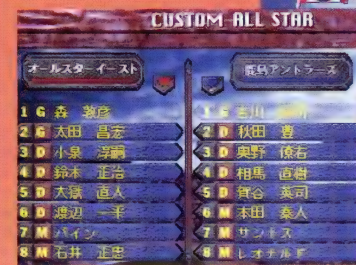 CUSTOM ALL STAR
オールスターイースト
鹿島アントラーズ
1 G 森 敦彦
2 G 太田 昌宏
3 D 小泉 淳嗣
4 D 鈴木 正治
5 D 大嶽 直人
6 D 渡辺 一平
7 M パイン
8 M 石井 正忠
1 G 古川
2 D 秋田 豊
3 D 奥野 僚右
4 D 相馬 直樹
5 D 賀谷 英司
6 M 本田 泰人
7 M サントス
8 M レオナルド